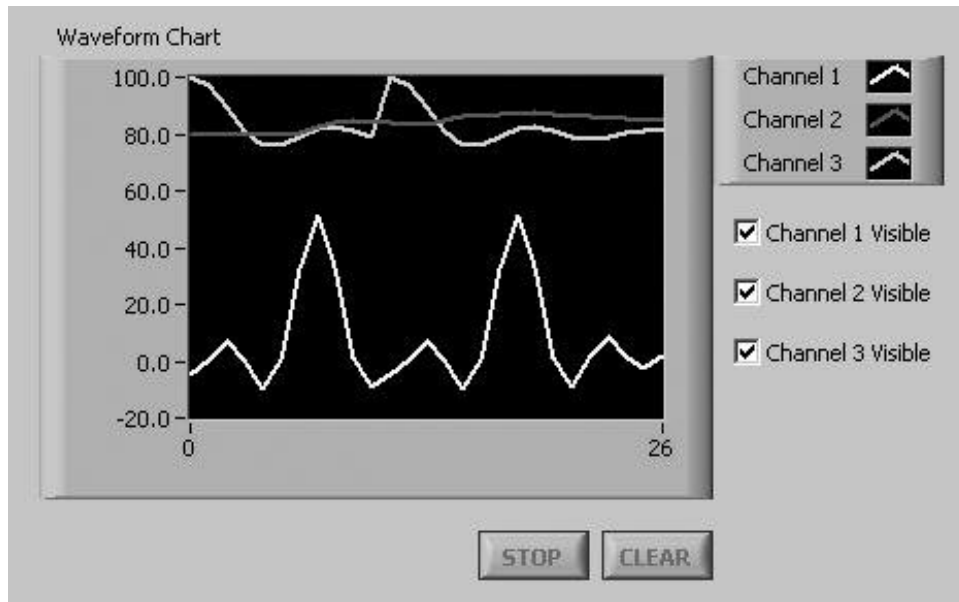 Waveform Chart
100.0
80.0
60.0
40.0
20.0
0.0
-20.0
0
26
Channel 1
Channel 2
Channel 3
Channel 1 Visible
Channel 2 Visible
Channel 3 Visible
STOP
CLEAR